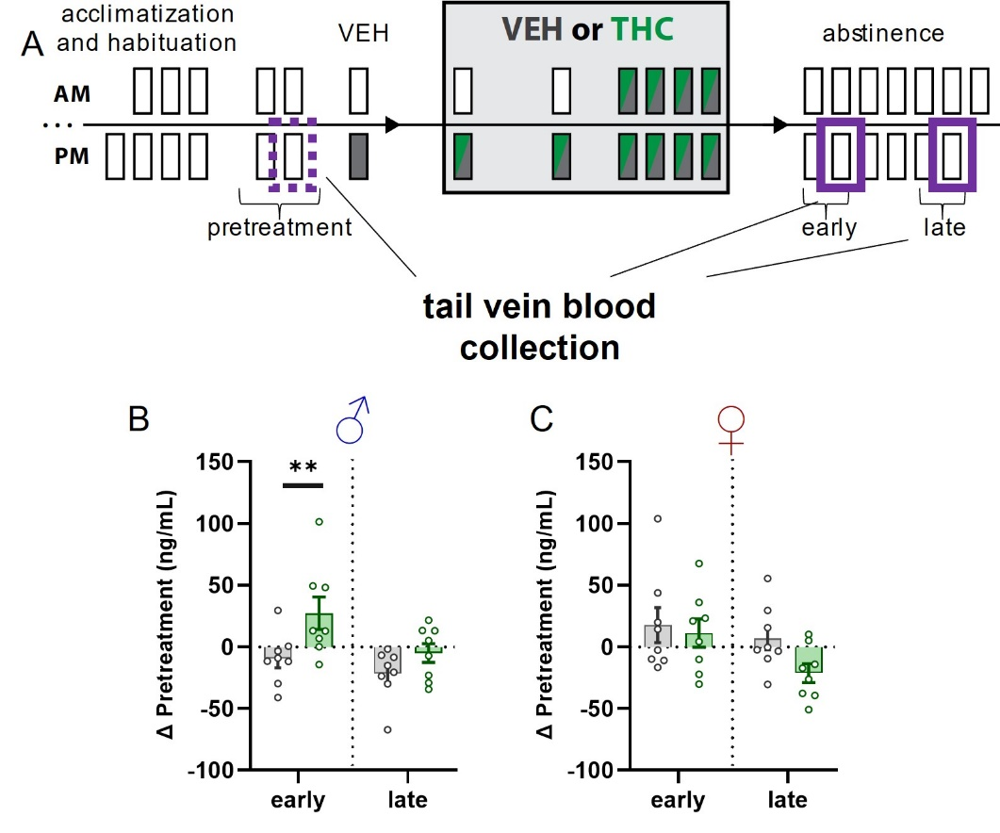 acclimatization
and habituation
A
VEH
VEH or THC
abstinence
AM
...
PM
pretreatment
early
late
tail vein blood
collection
B
♂
150
**
100
50
0
-50
-100
Δ Pretreatment (ng/mL)
early
late
C
♀
150
100
50
0
-50
-100
Δ Pretreatment (ng/mL)
early
late